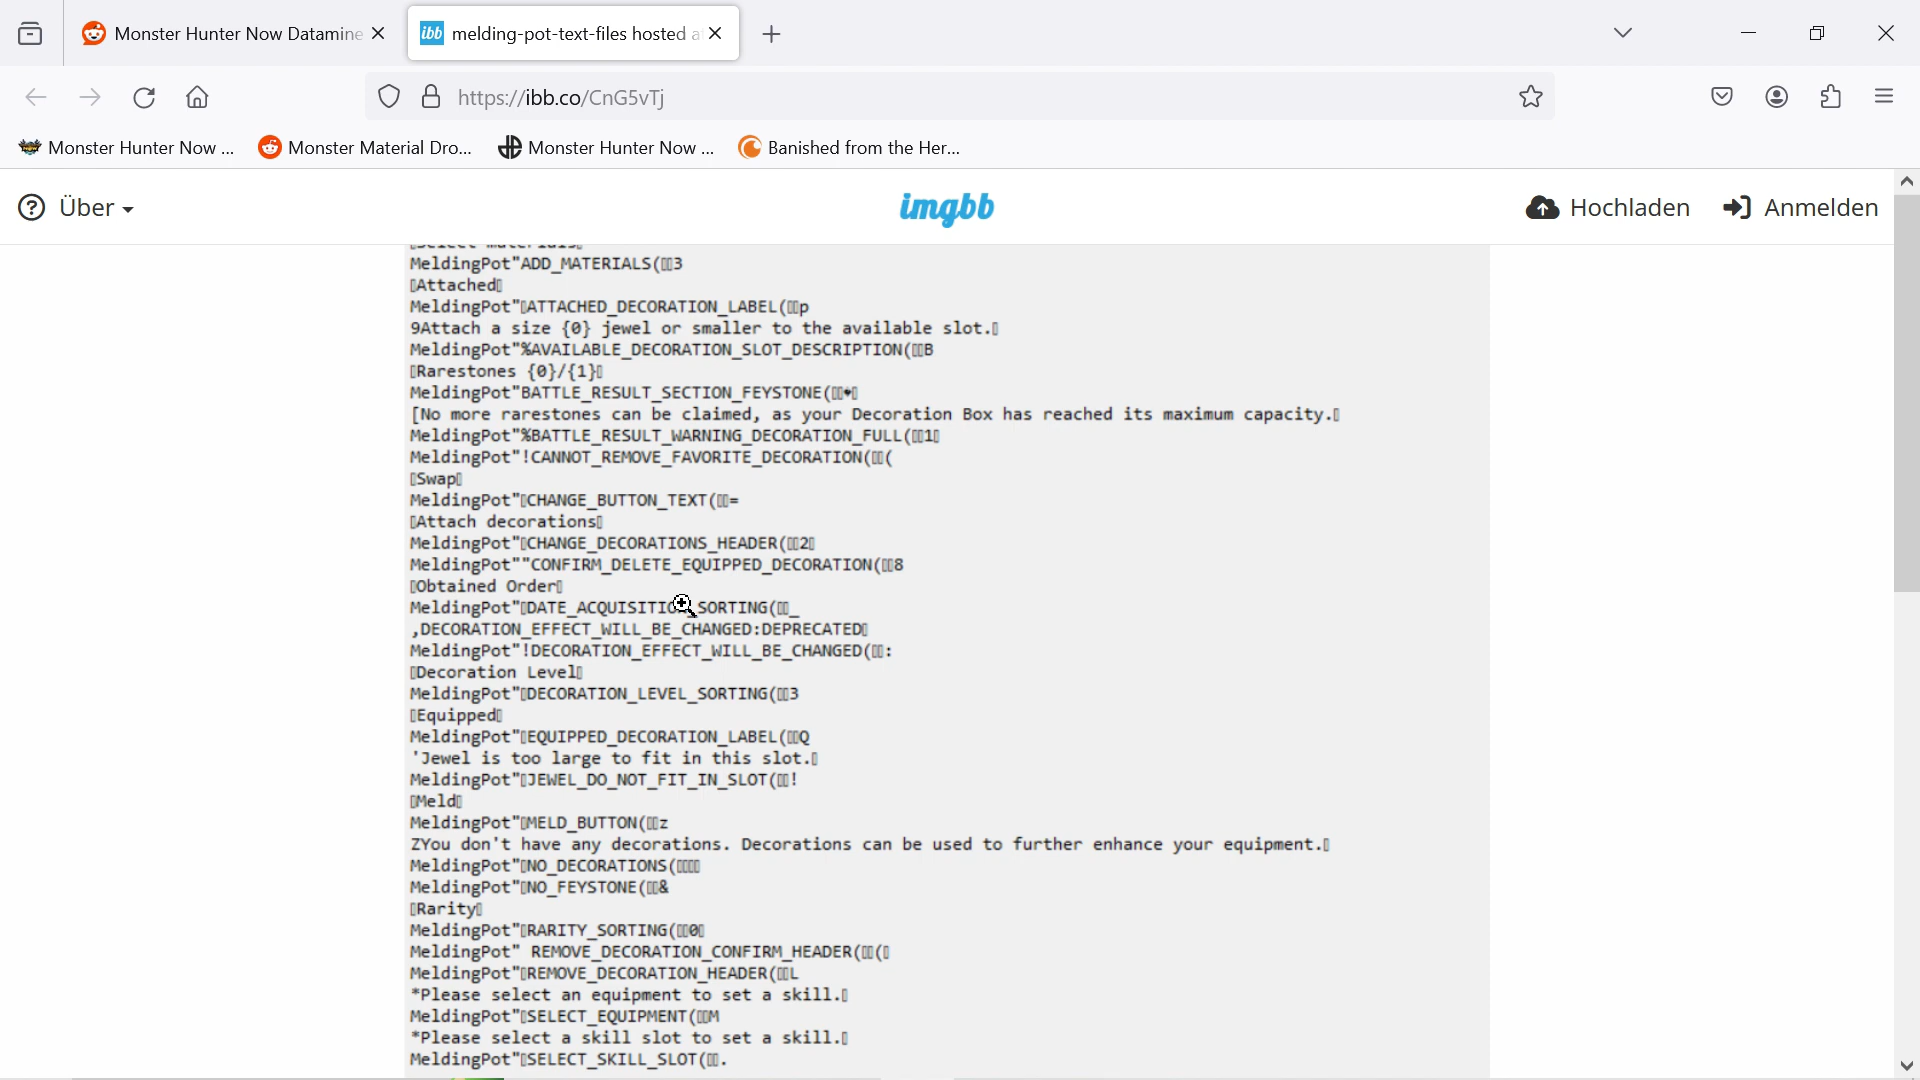 Monster Hunter Now Datamine
ibb melding-pot-text-files hosted a
https://ibb.co/CnG5vTj
Monster Hunter Now ...
Monster Material Dro...
Monster Hunter Now ...
Banished from the Her...
Über
imgbb
Hochladen
Anmelden
▯Select materials▯
MeldingPot"ADD_MATERIALS(▯▯3
▯Attached▯
MeldingPot"▯ATTACHED_DECORATION_LABEL(▯▯p
9Attach a size {0} jewel or smaller to the available slot.▯
MeldingPot"%AVAILABLE_DECORATION_SLOT_DESCRIPTION(▯▯B
▯Rarestones {0}/{1}▯
MeldingPot"BATTLE_RESULT_SECTION_FEYSTONE(▯▯♦▯
[No more rarestones can be claimed, as your Decoration Box has reached its maximum capacity.▯
MeldingPot"%BATTLE_RESULT_WARNING_DECORATION_FULL(▯▯1▯
MeldingPot"!CANNOT_REMOVE_FAVORITE_DECORATION(▯▯(
▯Swap▯
MeldingPot"▯CHANGE_BUTTON_TEXT(▯▯=
▯Attach decorations▯
MeldingPot"▯CHANGE_DECORATIONS_HEADER(▯▯2▯
MeldingPot""CONFIRM_DELETE_EQUIPPED_DECORATION(▯▯8
▯Obtained Order▯
MeldingPot"▯DATE_ACQUISITION_SORTING(▯▯_
,DECORATION_EFFECT_WILL_BE_CHANGED:DEPRECATED▯
MeldingPot"!DECORATION_EFFECT_WILL_BE_CHANGED(▯▯:
▯Decoration Level▯
MeldingPot"▯DECORATION_LEVEL_SORTING(▯▯3
▯Equipped▯
MeldingPot"▯EQUIPPED_DECORATION_LABEL(▯▯Q
'Jewel is too large to fit in this slot.▯
MeldingPot"▯JEWEL_DO_NOT_FIT_IN_SLOT(▯▯!
▯Meld▯
MeldingPot"▯MELD_BUTTON(▯▯z
ZYou don't have any decorations. Decorations can be used to further enhance your equipment.▯
MeldingPot"▯NO_DECORATIONS(▯▯▯▯
MeldingPot"▯NO_FEYSTONE(▯▯&
▯Rarity▯
MeldingPot"▯RARITY_SORTING(▯▯0▯
MeldingPot" REMOVE_DECORATION_CONFIRM_HEADER(▯▯(▯
MeldingPot"▯REMOVE_DECORATION_HEADER(▯▯L
*Please select an equipment to set a skill.▯
MeldingPot"▯SELECT_EQUIPMENT(▯▯M
*Please select a skill slot to set a skill.▯
MeldingPot"▯SELECT_SKILL_SLOT(▯▯.